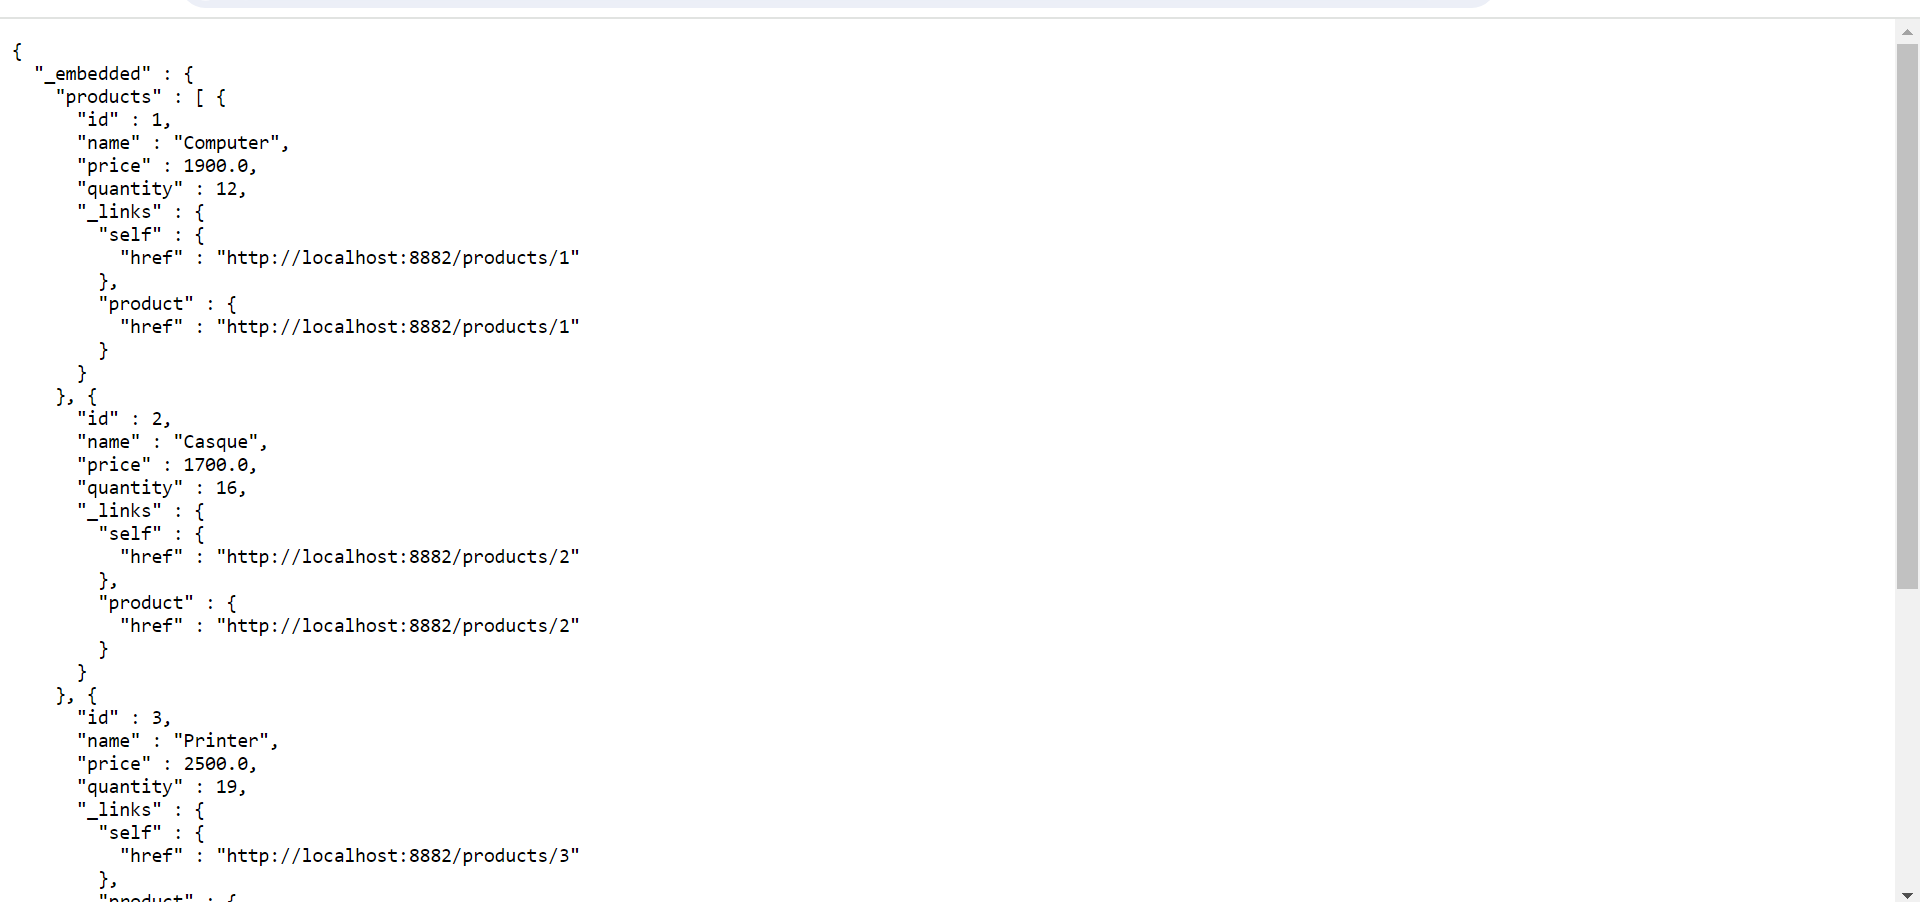 {
  "_embedded" : {
    "products" : [ {
      "id" : 1,
      "name" : "Computer",
      "price" : 1900.0,
      "quantity" : 12,
      "_links" : {
        "self" : {
          "href" : "http://localhost:8882/products/1"
        },
        "product" : {
          "href" : "http://localhost:8882/products/1"
        }
      }
    }, {
      "id" : 2,
      "name" : "Casque",
      "price" : 1700.0,
      "quantity" : 16,
      "_links" : {
        "self" : {
          "href" : "http://localhost:8882/products/2"
        },
        "product" : {
          "href" : "http://localhost:8882/products/2"
        }
      }
    }, {
      "id" : 3,
      "name" : "Printer",
      "price" : 2500.0,
      "quantity" : 19,
      "_links" : {
        "self" : {
          "href" : "http://localhost:8882/products/3"
        },
        "product" : {